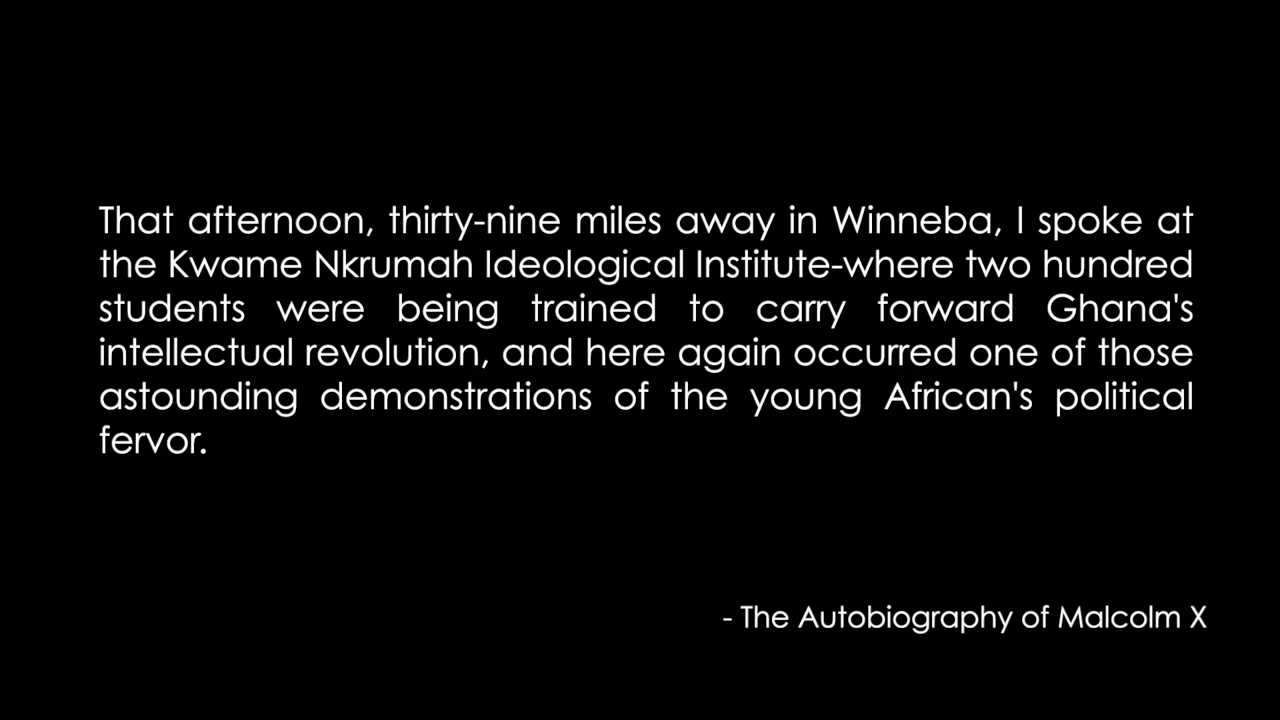 That afternoon, thirty-nine miles away in Winneba, I spoke at
the Kwame Nkrumah Ideological Institute-where two hundred
students were being trained to carry forward Ghana's
intellectual revolution, and here again occurred one of those
astounding demonstrations of the young African's political
fervor.
- The Autobiography of Malcolm X